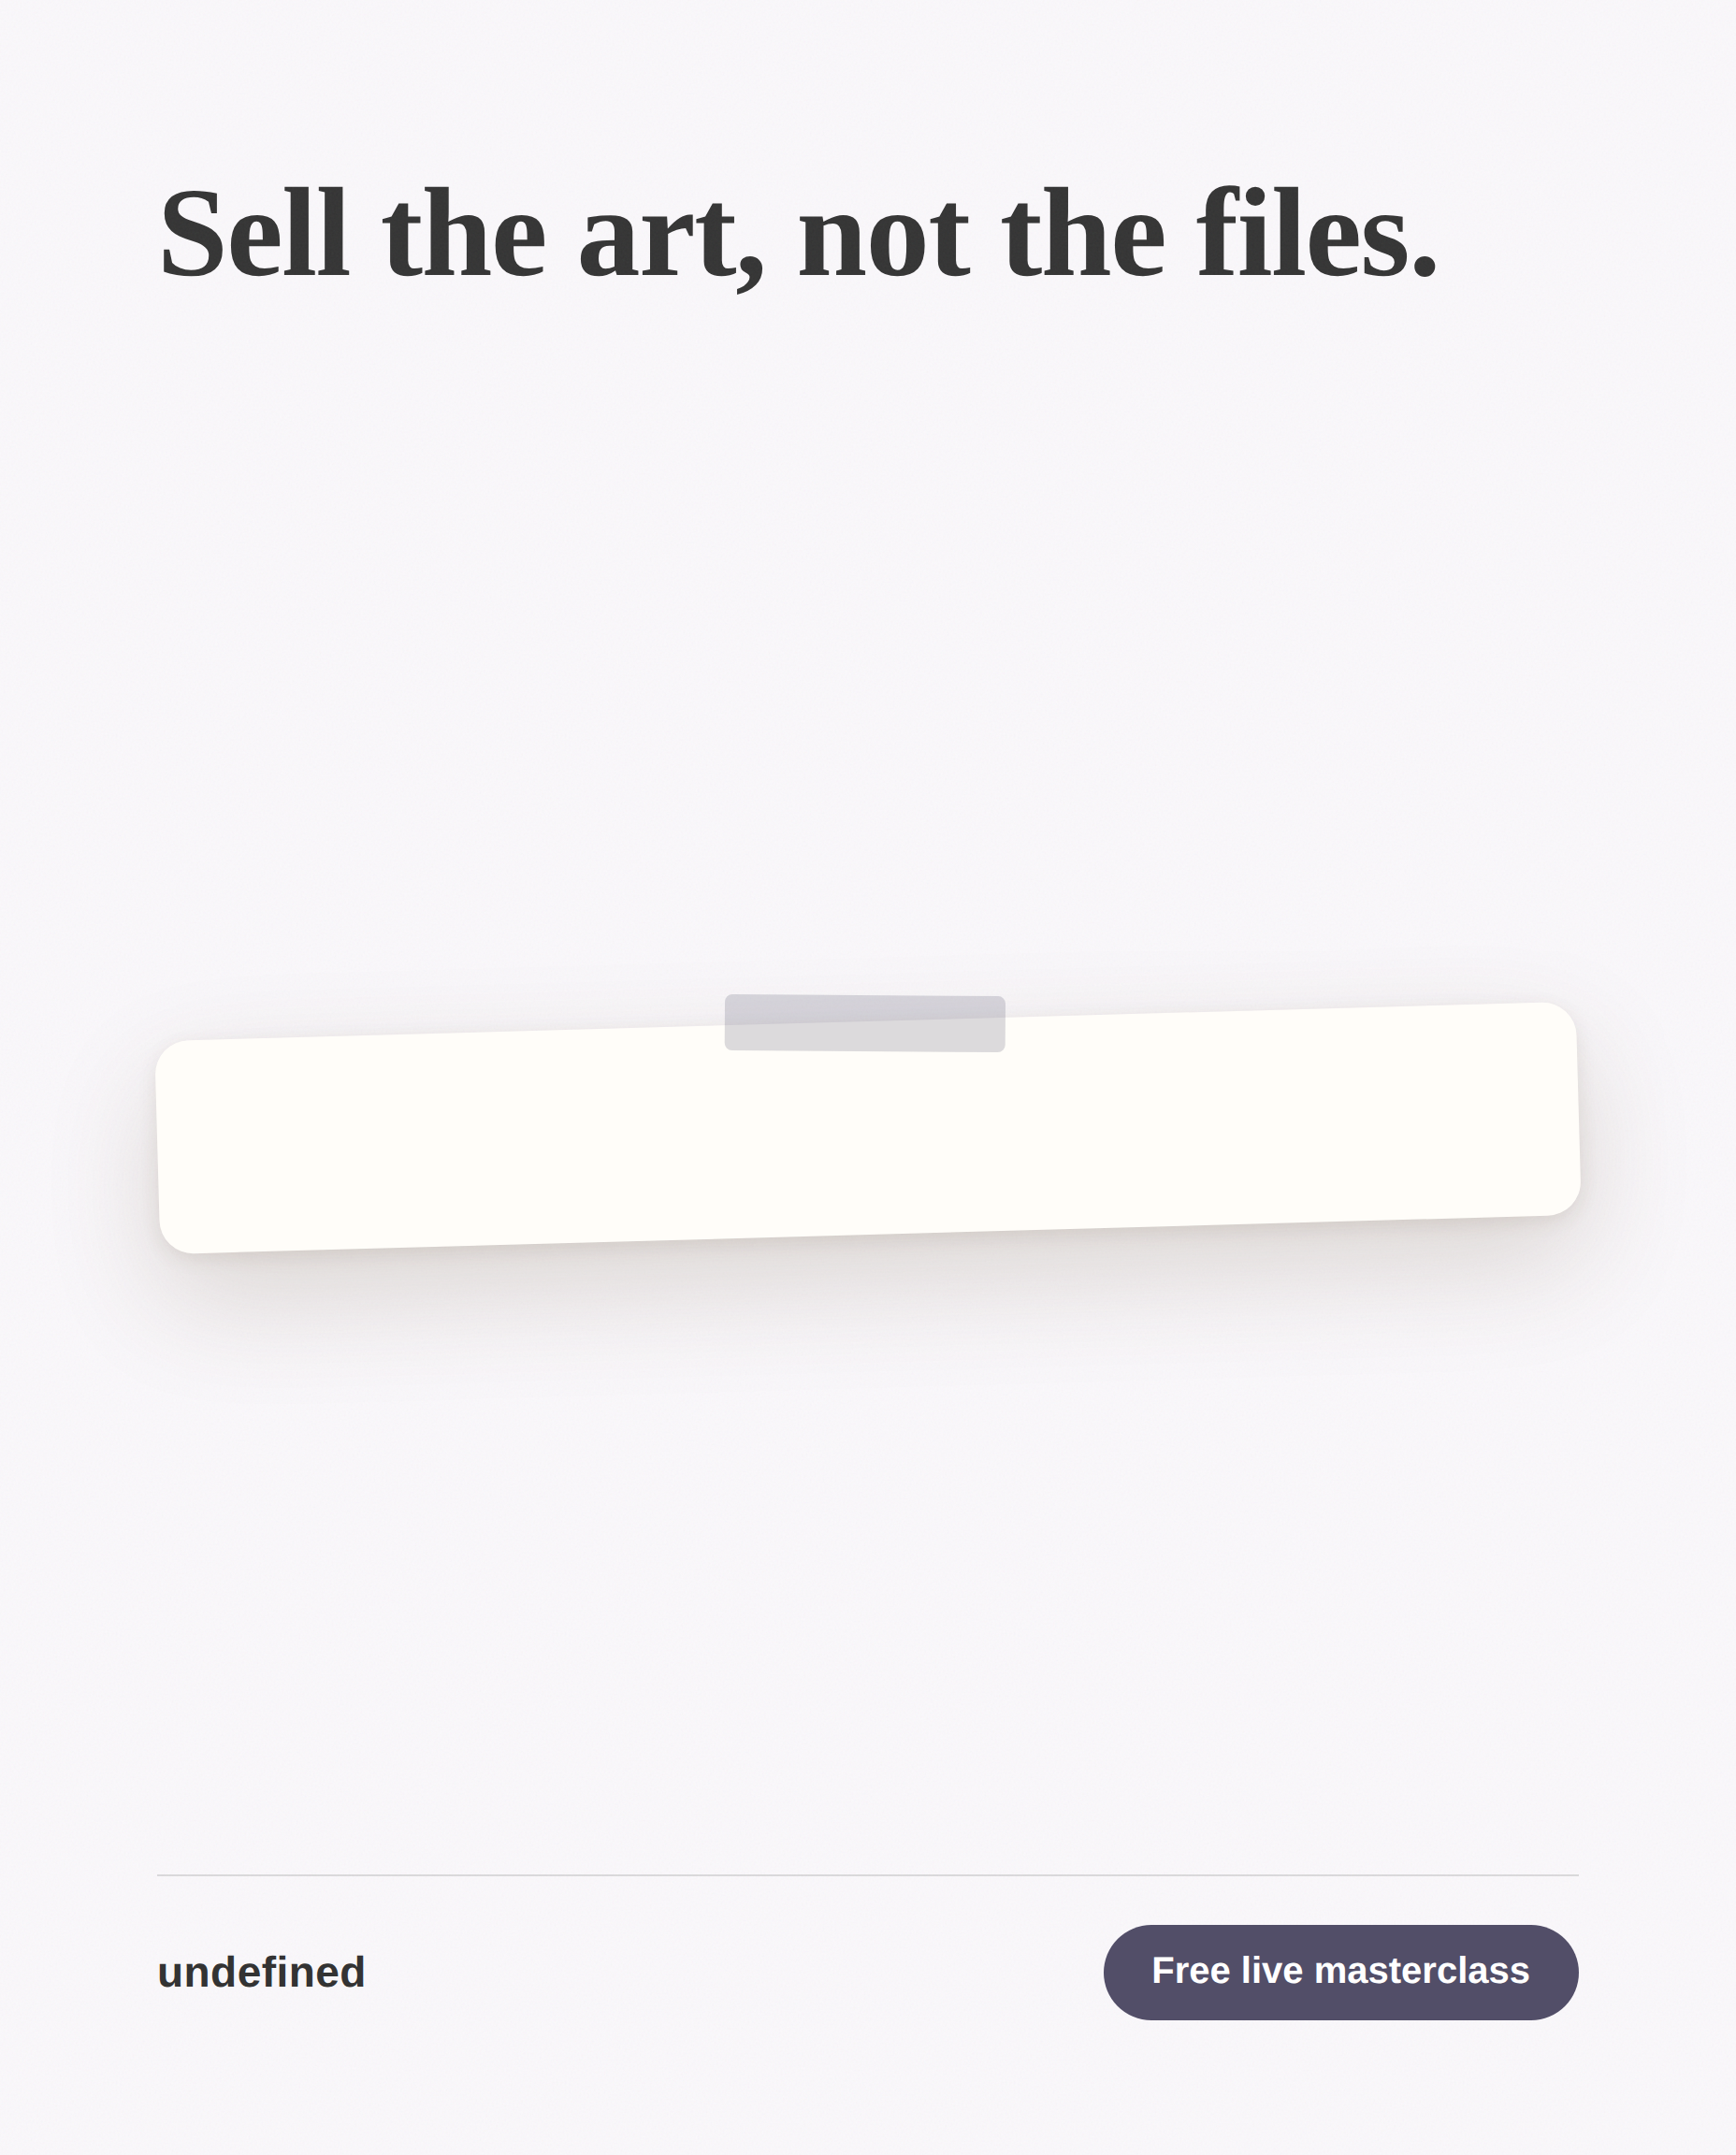 Sell the art, not the files.
undefined
Free live masterclass